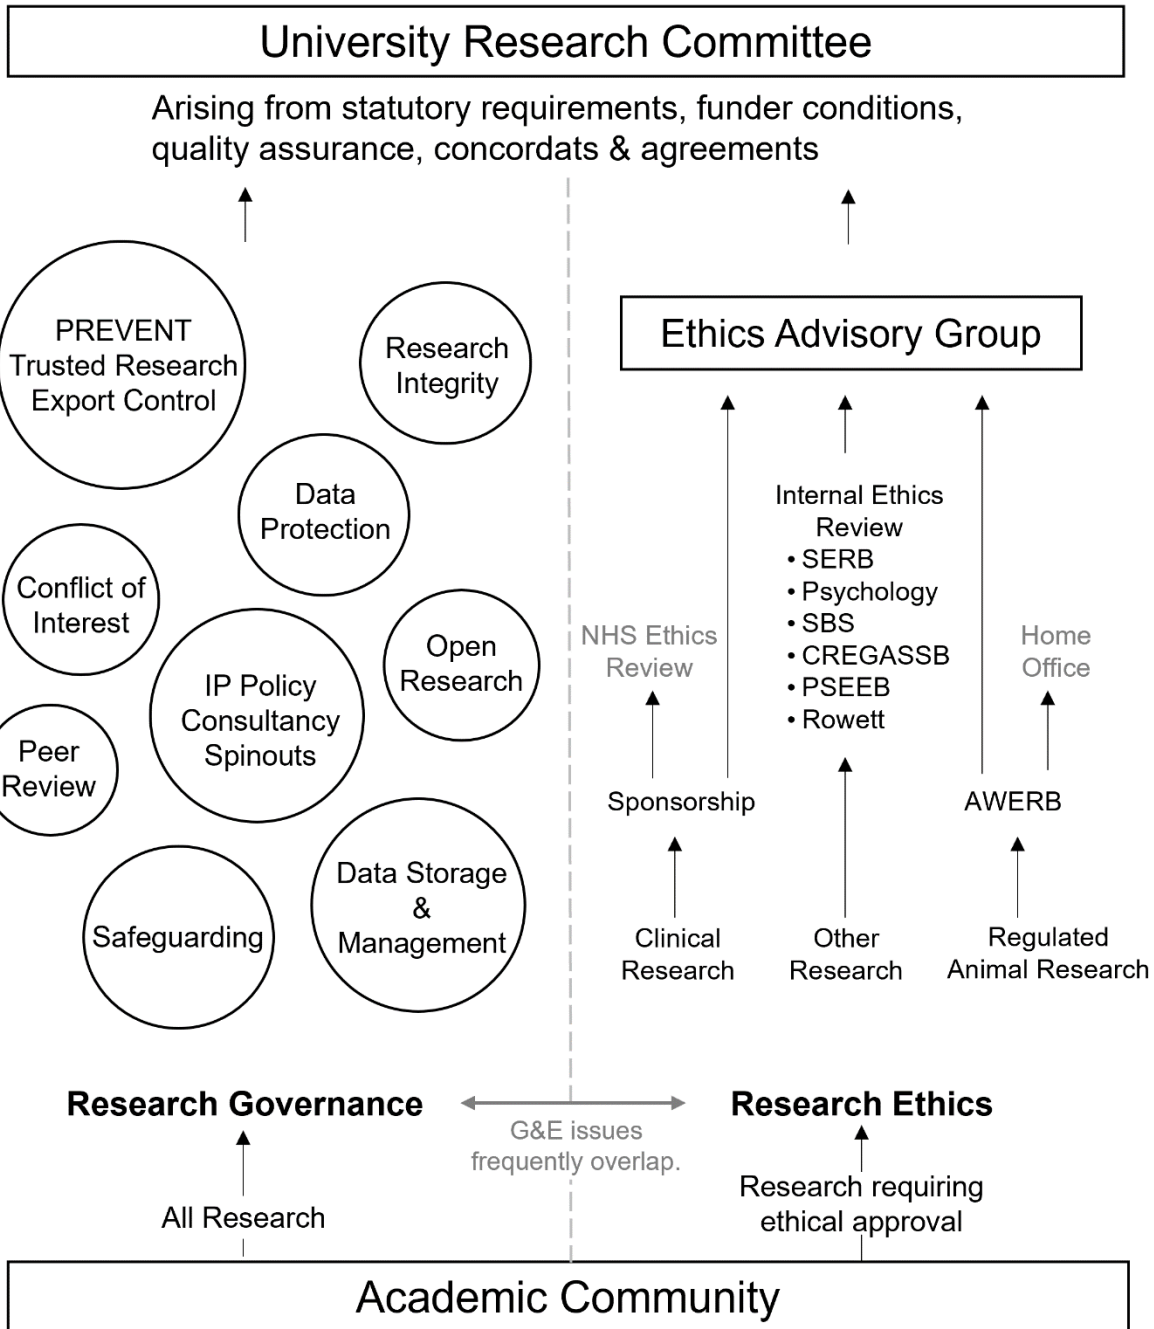 University Research Committee
Arising from statutory requirements, funder conditions,
quality assurance, concordats & agreements
PREVENT
Trusted Research
Export Control
Research
Integrity
Data
Protection
Conflict of
Interest
IP Policy
Consultancy
Spinouts
Open
Research
Peer
Review
Safeguarding
Data Storage
&
Management
Ethics Advisory Group
Internal Ethics
Review
• SERB
• Psychology
• SBS
• CREGASSB
• PSEEB
• Rowett
NHS Ethics
Review
Home
Office
Sponsorship
AWERB
Clinical
Research
Other
Research
Regulated
Animal Research
Research Governance
G&E issues
frequently overlap.
Research Ethics
All Research
Research requiring
ethical approval
Academic Community